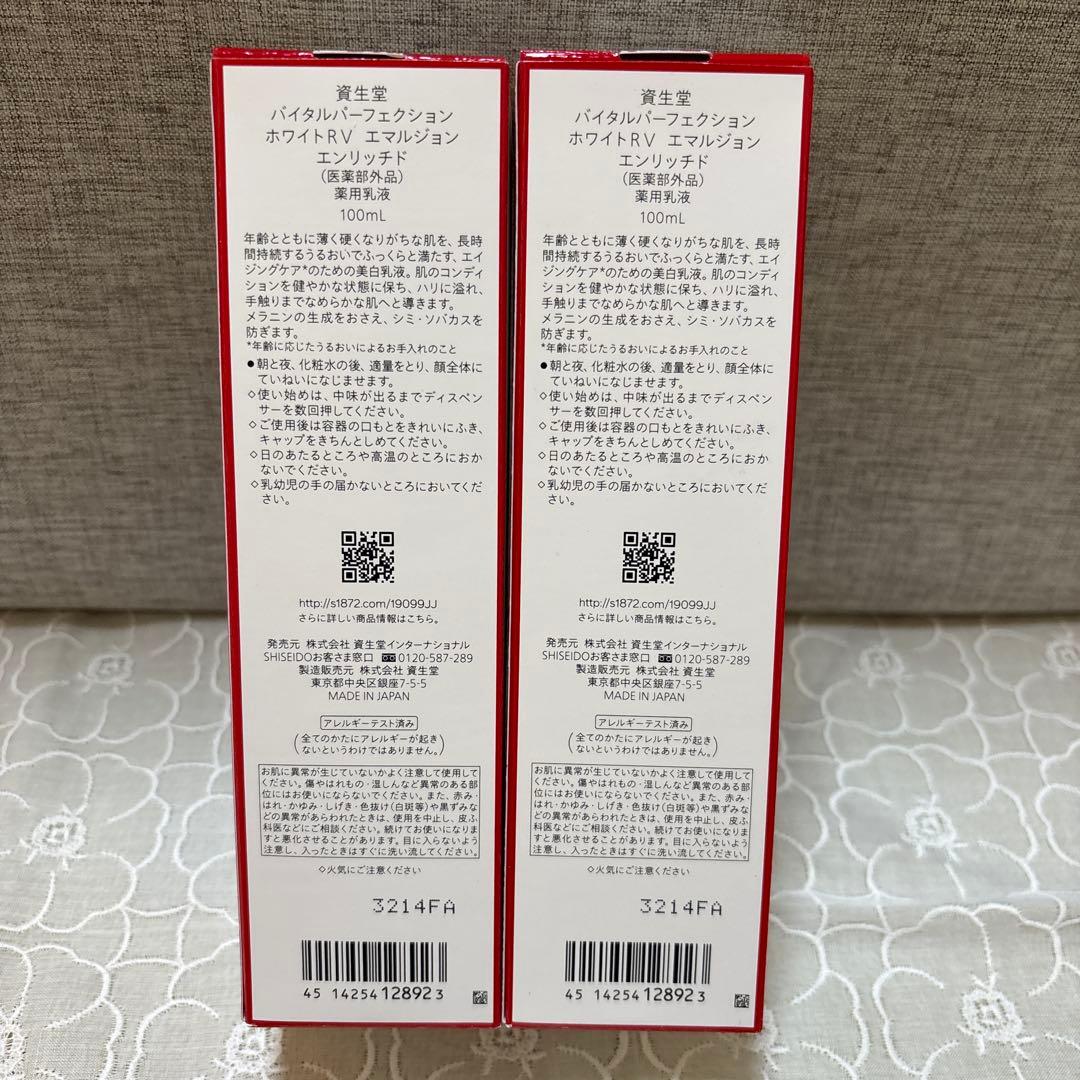 資生堂
バイタルパーフェクション
ホワイトRV エマルジョン
エンリッチド
(医薬部外品)
薬用乳液
100mL
年齢とともに薄く硬くなりがちな肌を、長時
間持続するうるおいでふっくらと満たす、エイ
ジングケア*のための美白乳液。肌のコンディ
ションを健やかな状態に保ち、ハリに溢れ、
手触りまでなめらかな肌へと導きます。
メラニンの生成をおさえ、シミ・ソバカスを
防ぎます。
*年齢に応じたうるおいによるお手入れのこと
●朝と夜、化粧水の後、適量をとり、顔全体に
ていねいになじませます。
◇使い始めは、中味が出るまでディスペン
サーを数回押してください。
◇ご使用後は容器の口もとをきれいにふき、
キャップをきちんとしめてください。
◇日のあたるところや高温のところにおか
ないでください。
◇乳幼児の手の届かないところにおいてくだ
さい。
http://s1872.com/19099JJ
さらに詳しい商品情報はこちら。
発売元 株式会社 資生堂インターナショナル
SHISEIDOお客さま窓口 0120-587-289
製造販売元 株式会社 資生堂
東京都中央区銀座7-5-5
MADE IN JAPAN
アレルギーテスト済み
(全てのかたにアレルギーが起き
ないというわけではありません。)
お肌に異常が生じていないかよく注意して使用して
ください。傷やはれもの・湿しんなど異常のある部
位にはお使いにならないでください。また、赤み・
はれ・かゆみ・しげき・色抜け(白斑等)や黒ずみな
どの異常があらわれたときは、使用を中止し、皮ふ
科医などにご相談ください。続けてお使いになりま
すと悪化させることがあります。目に入らないよう
注意し、入ったときはすぐに洗い流してください。
◇火気にご注意ください
3214FA
45 14254 12892 3
資生堂
バイタルパーフェクション
ホワイトRV エマルジョン
エンリッチド
(医薬部外品)
薬用乳液
100mL
年齢とともに薄く硬くなりがちな肌を、長時
間持続するうるおいでふっくらと満たす、エイ
ジングケア*のための美白乳液。肌のコンディ
ションを健やかな状態に保ち、ハリに溢れ、
手触りまでなめらかな肌へと導きます。
メラニンの生成をおさえ、シミ・ソバカスを
防ぎます。
*年齢に応じたうるおいによるお手入れのこと
●朝と夜、化粧水の後、適量をとり、顔全体に
ていねいになじませます。
◇使い始めは、中味が出るまでディスペン
サーを数回押してください。
◇ご使用後は容器の口もとをきれいにふき、
キャップをきちんとしめてください。
◇日のあたるところや高温のところにおか
ないでください。
◇乳幼児の手の届かないところにおいてくだ
さい。
http://s1872.com/19099JJ
さらに詳しい商品情報はこちら。
発売元 株式会社 資生堂インターナショナル
SHISEIDOお客さま窓口 0120-587-289
製造販売元 株式会社 資生堂
東京都中央区銀座7-5-5
MADE IN JAPAN
アレルギーテスト済み
(全てのかたにアレルギーが起き
ないというわけではありません。)
お肌に異常が生じていないかよく注意して使用して
ください。傷やはれもの・湿しんなど異常のある部
位にはお使いにならないでください。また、赤み・
はれ・かゆみ・しげき・色抜け(白斑等)や黒ずみな
どの異常があらわれたときは、使用を中止し、皮ふ
科医などにご相談ください。続けてお使いになりま
すと悪化させることがあります。目に入らないよう
注意し、入ったときはすぐに洗い流してください。
◇火気にご注意ください
3214FA
45 14254 12892 3